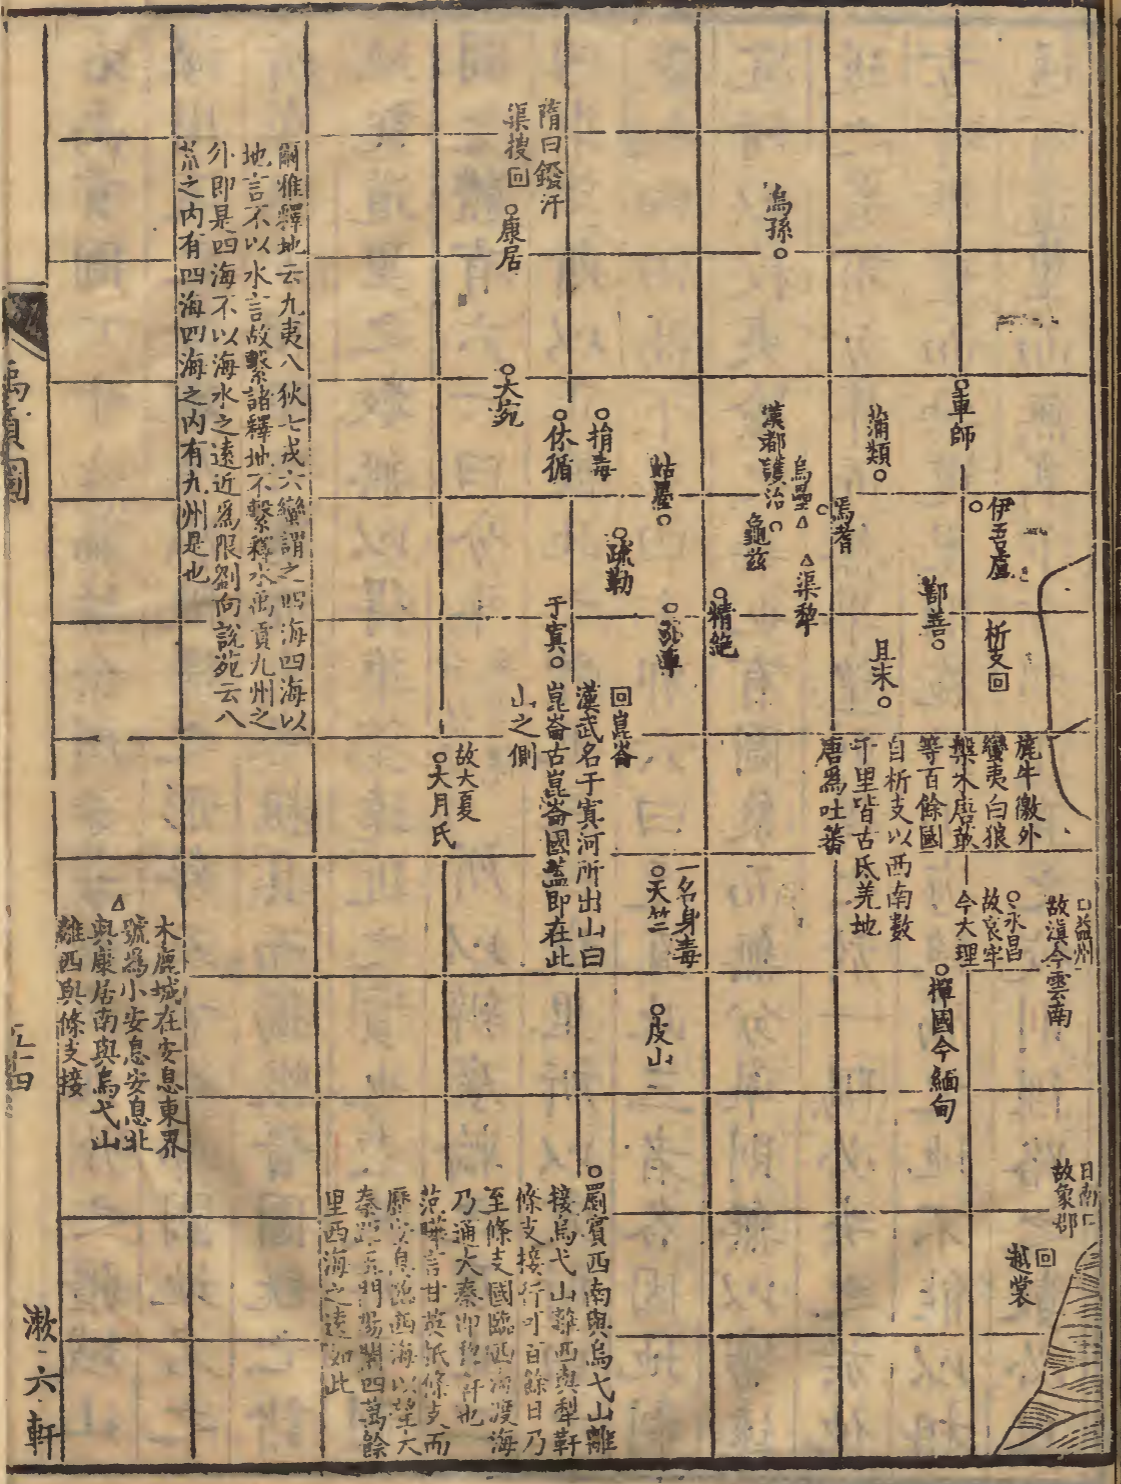 日南
故象郡
回
越裳
益州
故滇今雲南
永昌
故哀牢
今大理
撣國今緬甸
旄牛徼外
蠻夷白狼
槃木唐菆
等百餘國
自析支以西南數
千里皆古氐羌地
唐為吐蕃
車師
伊吾盧
析支回
鄯善
蒲類
焉耆
且末
烏孫
漢都護治
烏壘
龜茲
渠犂
精絕
姑墨
莎車
一名身毒
天竺
皮山
捐毒
休循
疏勒
于寘
回崑崙
漢武名于寘河所出山曰
崑崙古崑崙國蓋即在此
山之側
罽賓西南與烏弋山離
接烏弋山離西與犁靬
條支接行可百餘日乃
至條支國臨西海渡海
乃通大秦即犂靬也
范曄言甘英抵條支而
歷安息臨西海以望大
秦距玉門陽關四萬餘
里西海之遠如此
隋曰鏺汗
渠搜回
康居
大宛
故大夏
大月氏
爾雅釋地云九夷八狄七戎六蠻謂之四海四海以
地言不以水言故繫諸釋地不繫釋水禹貢九州之
外即是四海不以海水之遠近爲限劉向說苑云八
荒之內有四海四海之內有九州是也
木鹿城在安息東界
號爲小安息安息北
與康居南與烏弋山
離西與條支接
禹貢圖
漱六軒